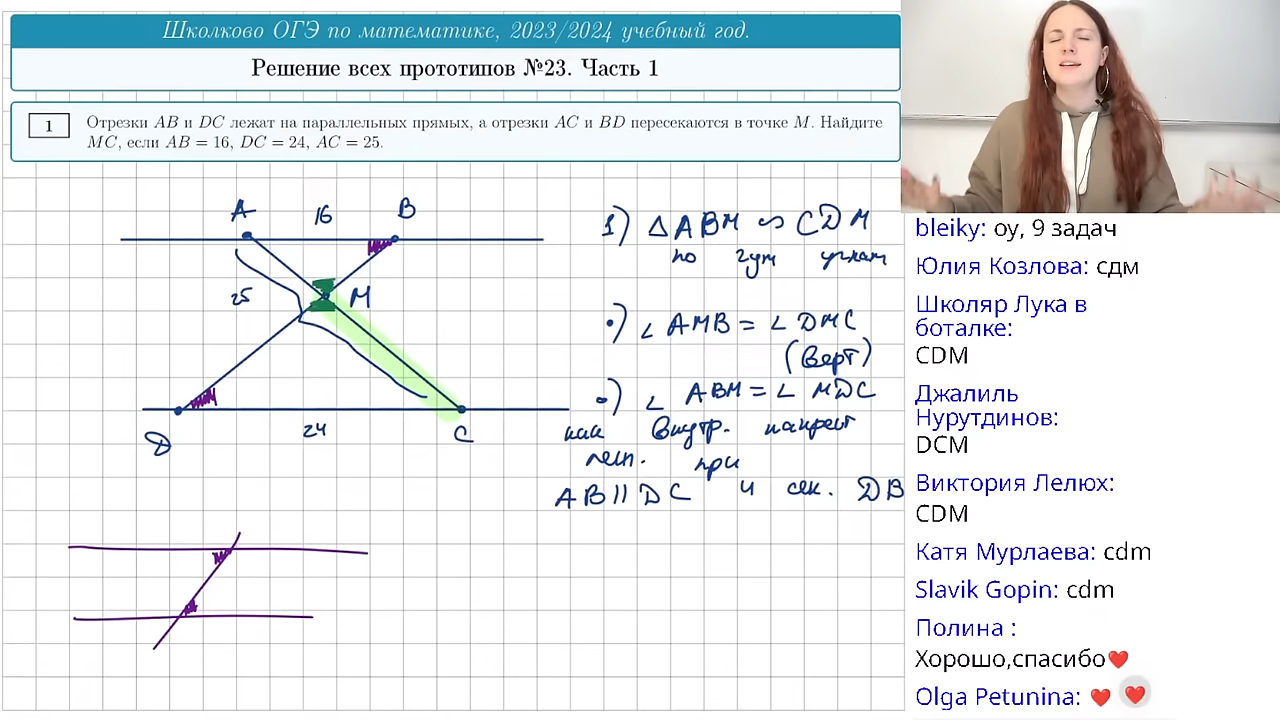 Школково ОГЭ по математике, 2023/2024 учебный год.
Решение всех прототипов №23. Часть 1
1
Отрезки AB и DC лежат на параллельных прямых, а отрезки AC и BD пересекаются в точке M. Найдите
MC, если AB = 16, DC = 24, AC = 25.
A 16 B
25 M
D 24 C
1) △ABM ∾ CDM
по двум углам
•) ∠AMB = ∠DMC
(верт)
•) ∠ABM = ∠MDC
как внутр. накрест
леж. при
AB || DC и сек. DB
bleiky: оу, 9 задач
Юлия Козлова: сдм
Школяр Лука в
боталке:
CDM
Джалиль
Нурутдинов:
DCM
Виктория Лелюх:
CDM
Катя Мурлаева: cdm
Slavik Gopin: cdm
Полина :
Хорошо,спасибо❤️
Olga Petunina: ❤️ ❤️